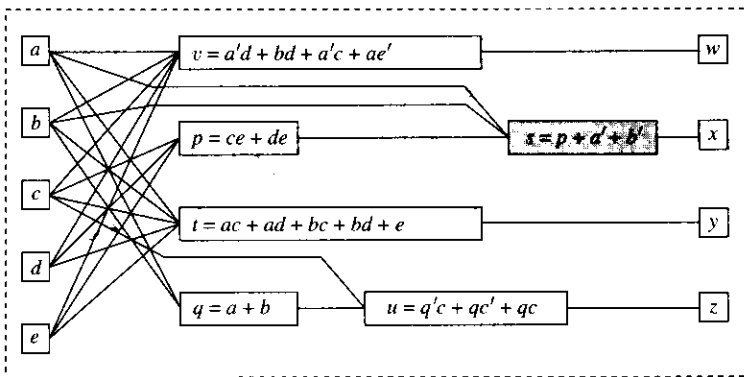 a
v = a′d + bd + a′c + ae′
w
b
p = ce + de
s = p + a′ + b′
x
c
t = ac + ad + bc + bd + e
y
d
q = a + b
u = q′c + qc′ + qc
z
e